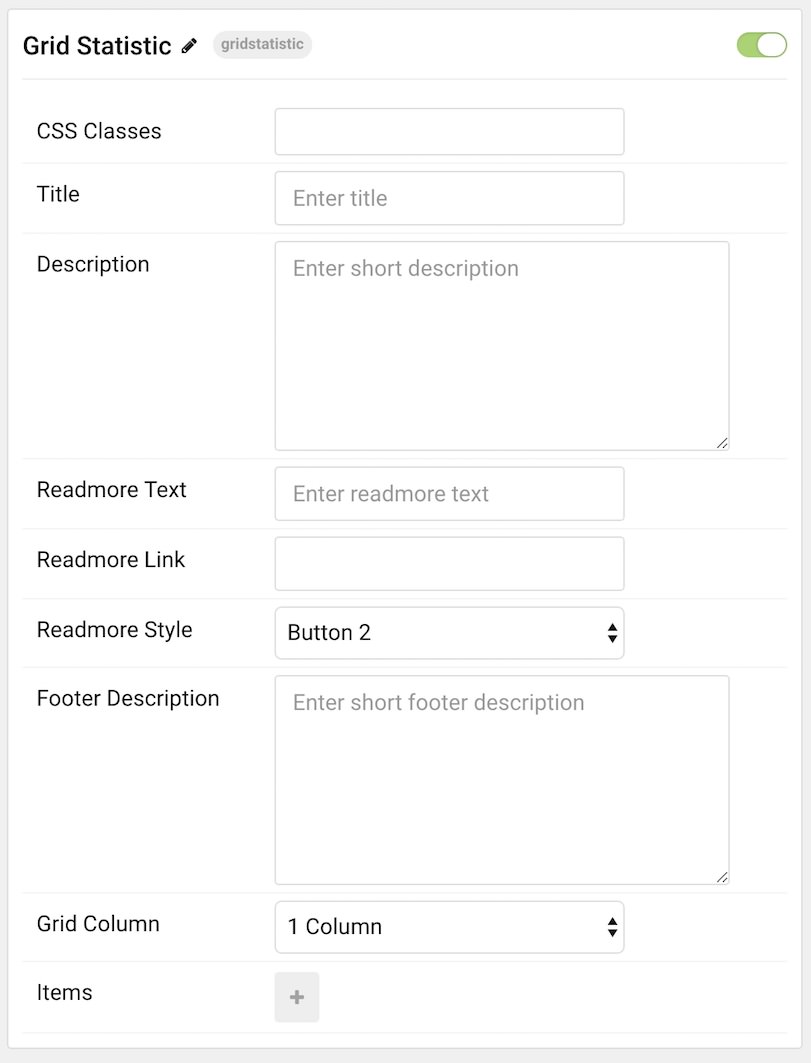 Grid Statistic gridstatistic
CSS Classes
Title Enter title
Description Enter short description
Readmore Text Enter readmore text
Readmore Link
Readmore Style Button 2
Footer Description Enter short footer description
Grid Column 1 Column
Items +